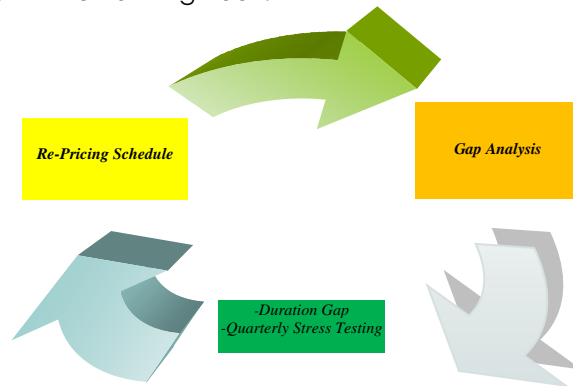 Re-Pricing Schedule
Gap Analysis
-Duration Gap
-Quarterly Stress Testing